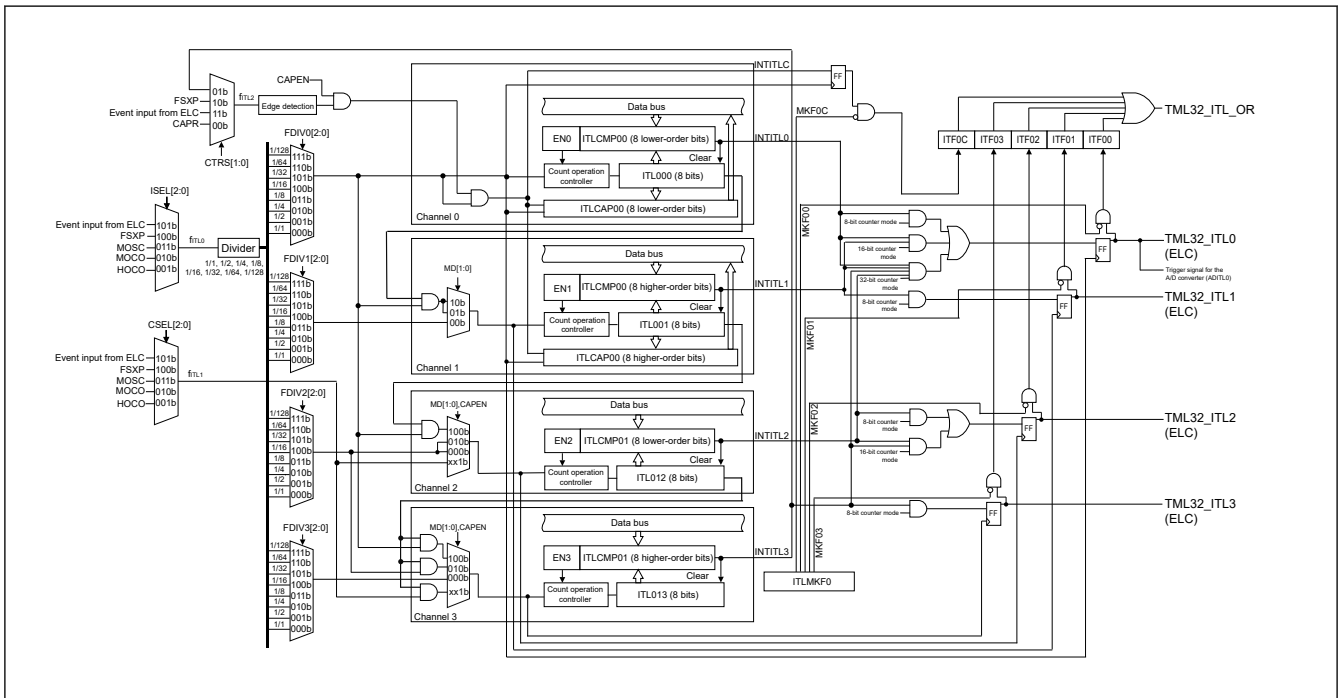 01b
10b
11b
00b
FSXP
Event input from ELC
CAPR
CTRS[1:0]
fITL2
Edge detection
CAPEN
ISEL[2:0]
Event input from ELC
FSXP
MOSC
MOCO
HOCO
101b
100b
011b
010b
001b
fITL0
Divider
1/1, 1/2, 1/4, 1/8,
1/16, 1/32, 1/64, 1/128
CSEL[2:0]
Event input from ELC
FSXP
MOSC
MOCO
HOCO
101b
100b
011b
010b
001b
fITL1
FDIV0[2:0]
1/128
1/64
1/32
1/16
1/8
1/4
1/2
1/1
111b
110b
101b
100b
011b
010b
001b
000b
FDIV1[2:0]
1/128
1/64
1/32
1/16
1/8
1/4
1/2
1/1
111b
110b
101b
100b
011b
010b
001b
000b
FDIV2[2:0]
1/128
1/64
1/32
1/16
1/8
1/4
1/2
1/1
111b
110b
101b
100b
011b
010b
001b
000b
FDIV3[2:0]
1/128
1/64
1/32
1/16
1/8
1/4
1/2
1/1
111b
110b
101b
100b
011b
010b
001b
000b
Data bus
EN0
ITLCMP00 (8 lower-order bits)
Clear
Count operation
controller
ITL000 (8 bits)
ITLCAP00 (8 lower-order bits)
Channel 0
MD[1:0]
10b
01b
00b
Data bus
EN1
ITLCMP00 (8 higher-order bits)
Clear
Count operation
controller
ITL001 (8 bits)
ITLCAP00 (8 higher-order bits)
Channel 1
MD[1:0],CAPEN
100b
010b
000b
xx1b
Data bus
EN2
ITLCMP01 (8 lower-order bits)
Clear
Count operation
controller
ITL012 (8 bits)
Channel 2
MD[1:0],CAPEN
100b
010b
000b
xx1b
Data bus
EN3
ITLCMP01 (8 higher-order bits)
Clear
Count operation
controller
ITL013 (8 bits)
Channel 3
INTITLC
INTITL0
INTITL1
INTITL2
INTITL3
FF
MKF0C
MKF00
MKF01
MKF02
MKF03
ITLMKF0
ITF0C
ITF03
ITF02
ITF01
ITF00
8-bit counter
mode
16-bit counter
mode
32-bit counter
mode
8-bit counter
mode
8-bit counter
mode
16-bit counter
mode
8-bit counter mode
FF
FF
FF
FF
TML32_ITL_OR
TML32_ITL0
(ELC)
Trigger signal for the
A/D converter (ADITL0)
TML32_ITL1
(ELC)
TML32_ITL2
(ELC)
TML32_ITL3
(ELC)